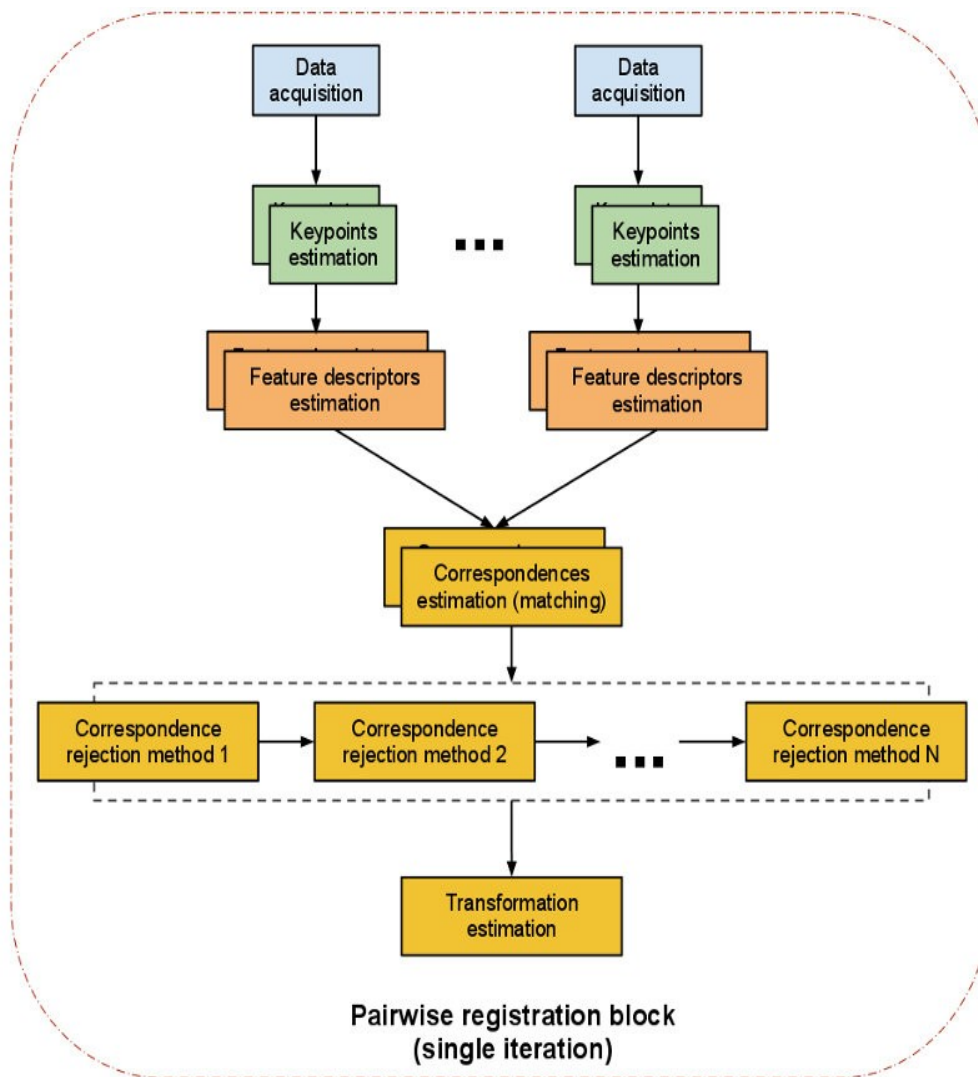 Data
acquisition
Data
acquisition
Keypoints
estimation
Keypoints
estimation
Feature descriptors
estimation
Feature descriptors
estimation
Correspondences
estimation (matching)
Correspondence
rejection method 1
Correspondence
rejection method 2
Correspondence
rejection method N
Transformation
estimation
Pairwise registration block
(single iteration)